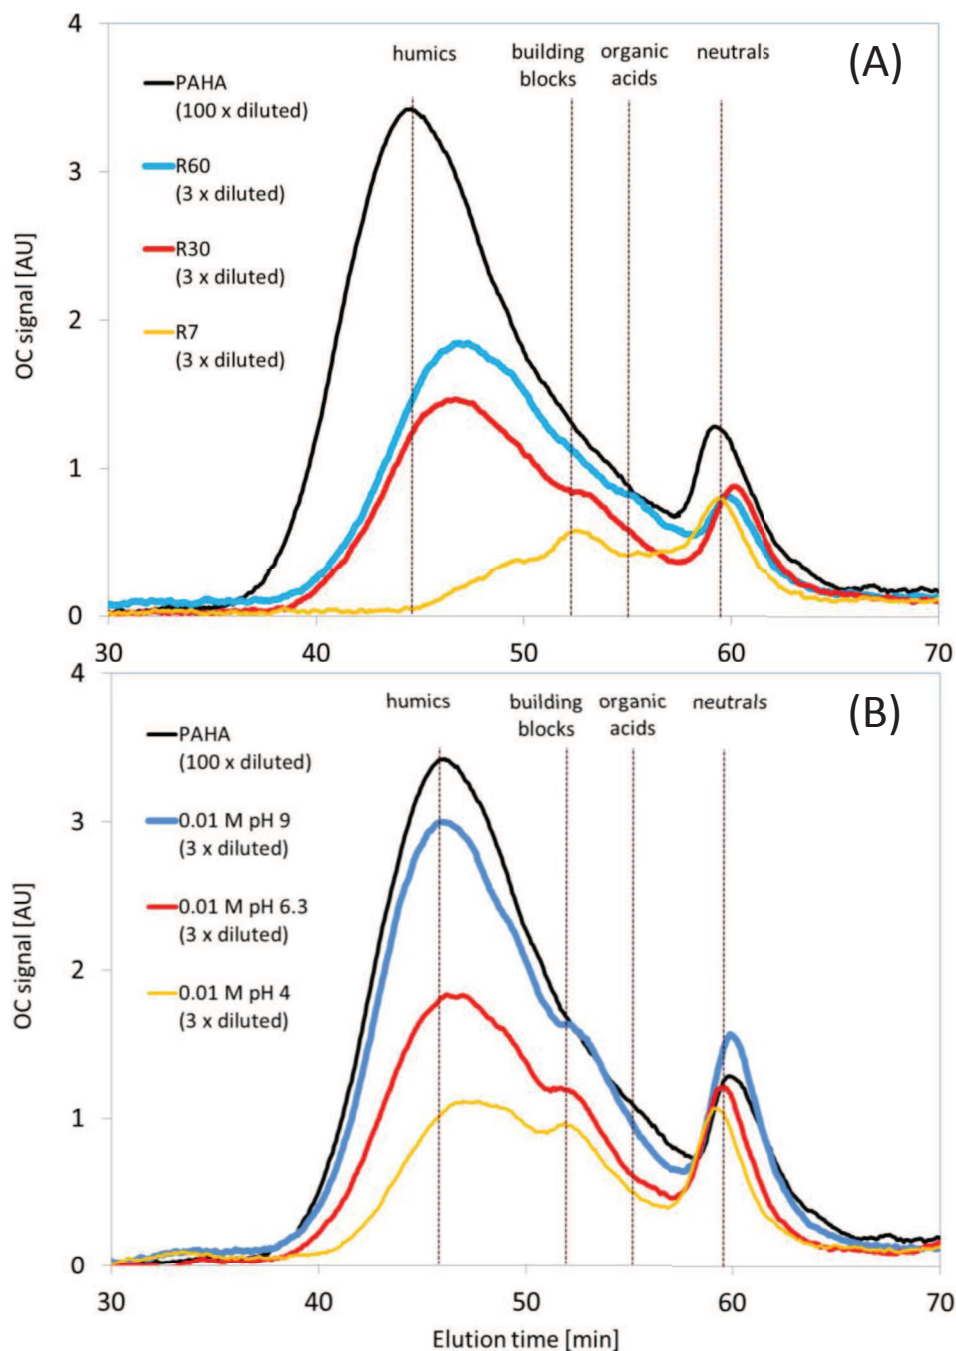 4
humics
building
blocks
organic
acids
neutrals
(A)
PAHA
(100 x diluted)
R60
(3 x diluted)
R30
(3 x diluted)
R7
(3 x diluted)
OC signal [AU]
3
2
1
0
30
40
50
60
70
4
humics
building
blocks
organic
acids
neutrals
(B)
PAHA
(100 x diluted)
0.01 M pH 9
(3 x diluted)
0.01 M pH 6.3
(3 x diluted)
0.01 M pH 4
(3 x diluted)
OC signal [AU]
3
2
1
0
30
40
50
60
70
Elution time [min]